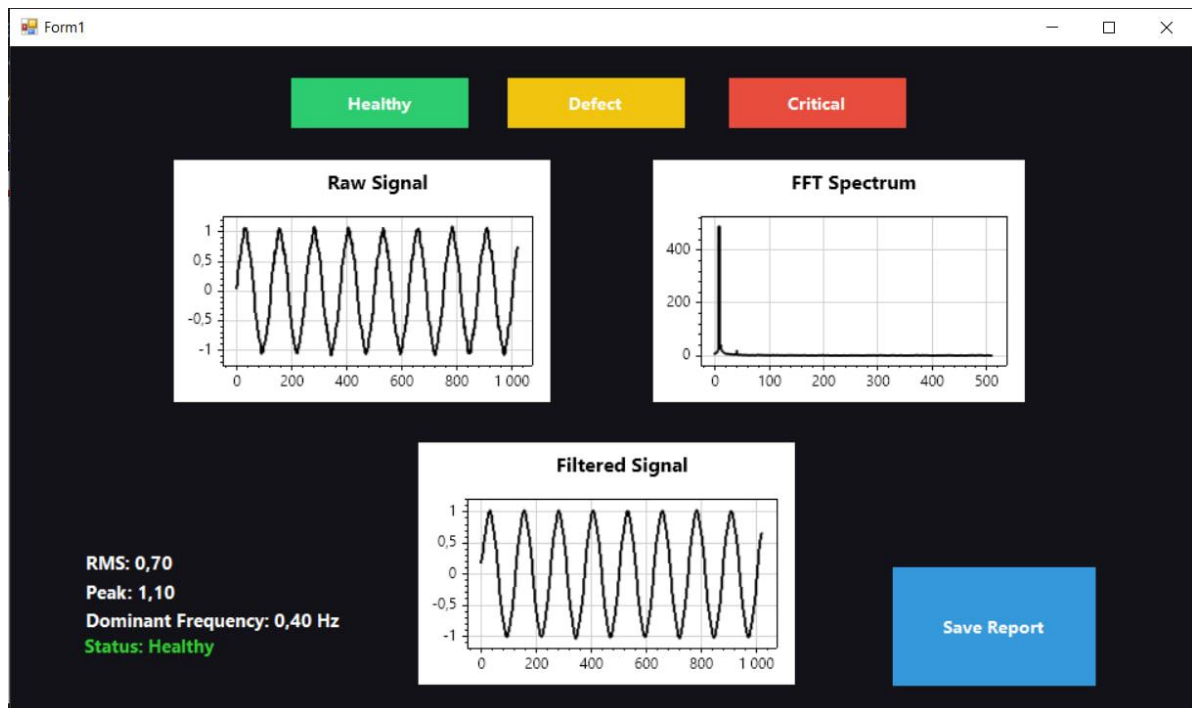 Form1
Healthy
Defect
Critical
Raw Signal
1
0,5
0
-0,5
-1
0 200 400 600 800 1 000
FFT Spectrum
400
200
0
0 100 200 300 400 500
Filtered Signal
1
0,5
0
-0,5
-1
0 200 400 600 800 1 000
RMS: 0,70
Peak: 1,10
Dominant Frequency: 0,40 Hz
Status: Healthy
Save Report